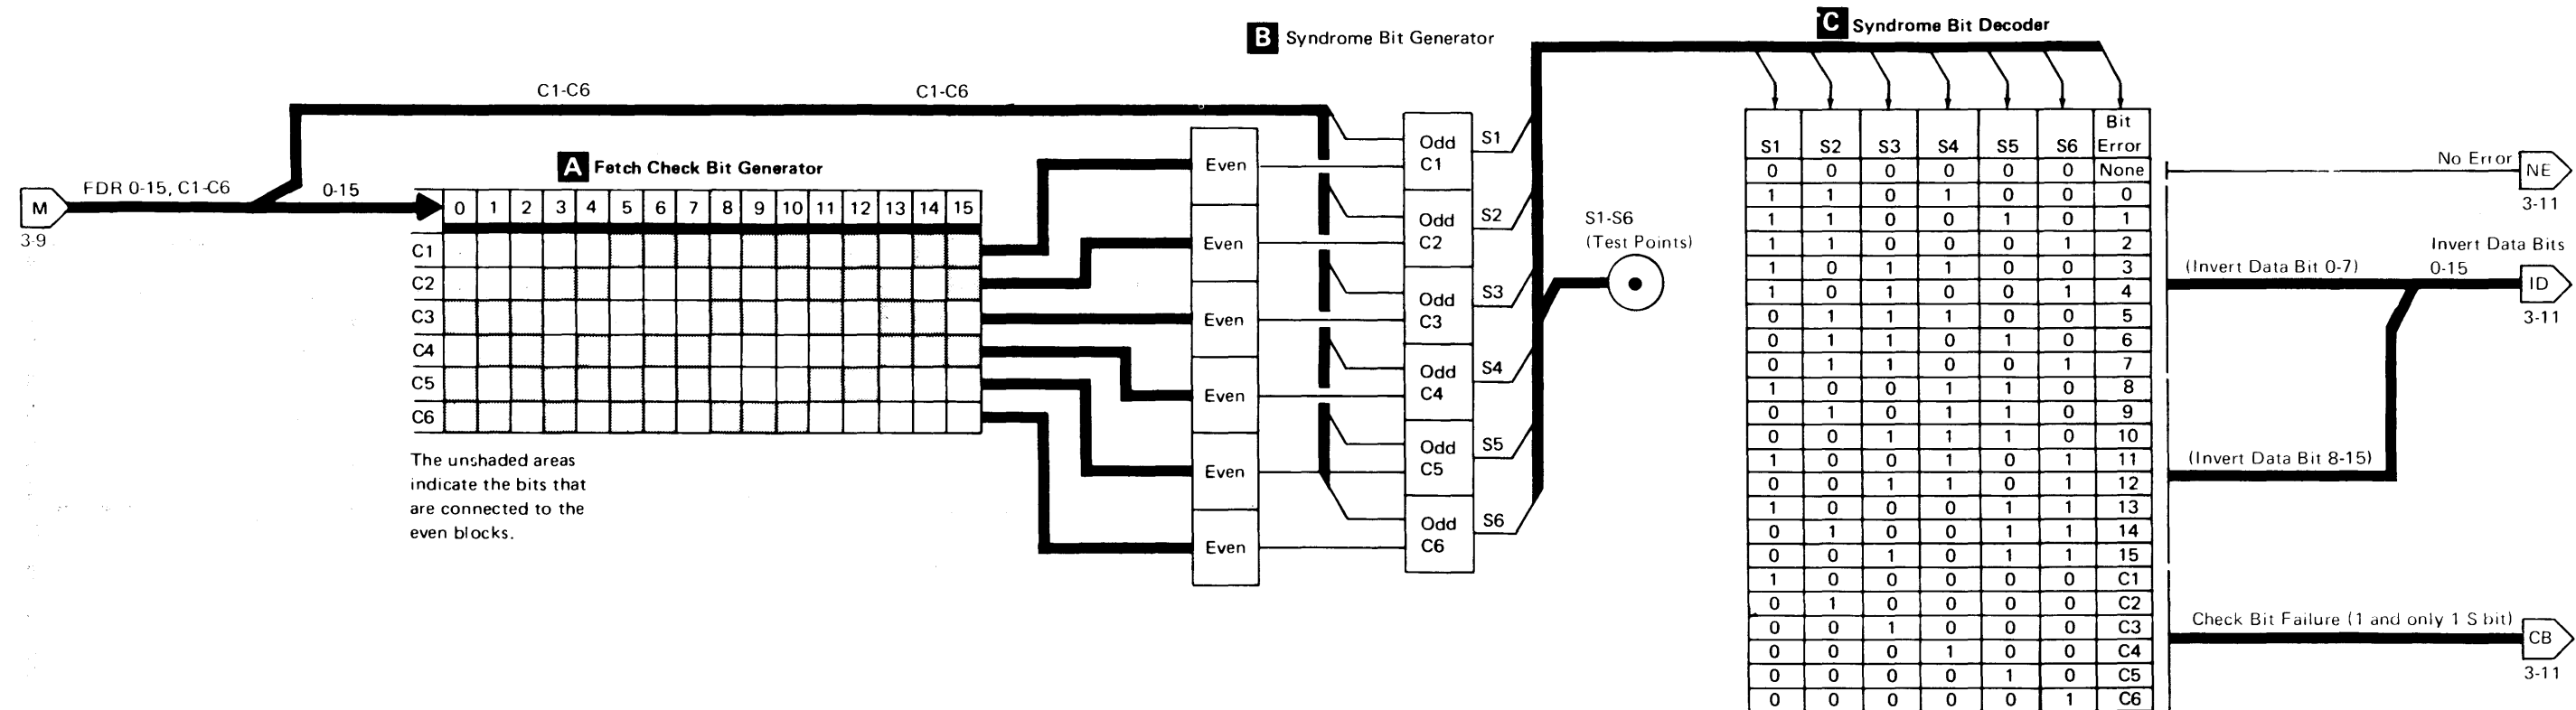 B Syndrome Bit Generator
C Syndrome Bit Decoder
C1-C6 C1-C6
A Fetch Check Bit Generator
M
3-9
FDR 0-15, C1-C6
0-15
0 1 2 3 4 5 6 7 8 9 10 11 12 13 14 15
C1
C2
C3
C4
C5
C6
The unshaded areas
indicate the bits that
are connected to the
even blocks.
Even
Even
Even
Even
Even
Even
Odd
C1
Odd
C2
Odd
C3
Odd
C4
Odd
C5
Odd
C6
S1
S2
S3
S4
S5
S6
S1-S6
(Test Points)
S1 S2 S3 S4 S5 S6 Bit Error
0 0 0 0 0 0 None
1 1 0 1 0 0 0
1 1 0 0 1 0 1
1 1 0 0 0 1 2
1 0 1 1 0 0 3
1 0 1 0 0 1 4
0 1 1 1 0 0 5
0 1 1 0 1 0 6
0 1 1 0 0 1 7
1 0 0 1 1 0 8
0 1 0 1 1 0 9
0 0 1 1 1 0 10
1 0 0 1 0 1 11
0 0 1 1 0 1 12
1 0 0 0 1 1 13
0 1 0 0 1 1 14
0 0 1 0 1 1 15
1 0 0 0 0 0 C1
0 1 0 0 0 0 C2
0 0 1 0 0 0 C3
0 0 0 1 0 0 C4
0 0 0 0 1 0 C5
0 0 0 0 0 1 C6
No Error
NE
3-11
Invert Data Bits
0-15
(Invert Data Bit 0-7)
ID
3-11
(Invert Data Bit 8-15)
Check Bit Failure (1 and only 1 S bit)
CB
3-11